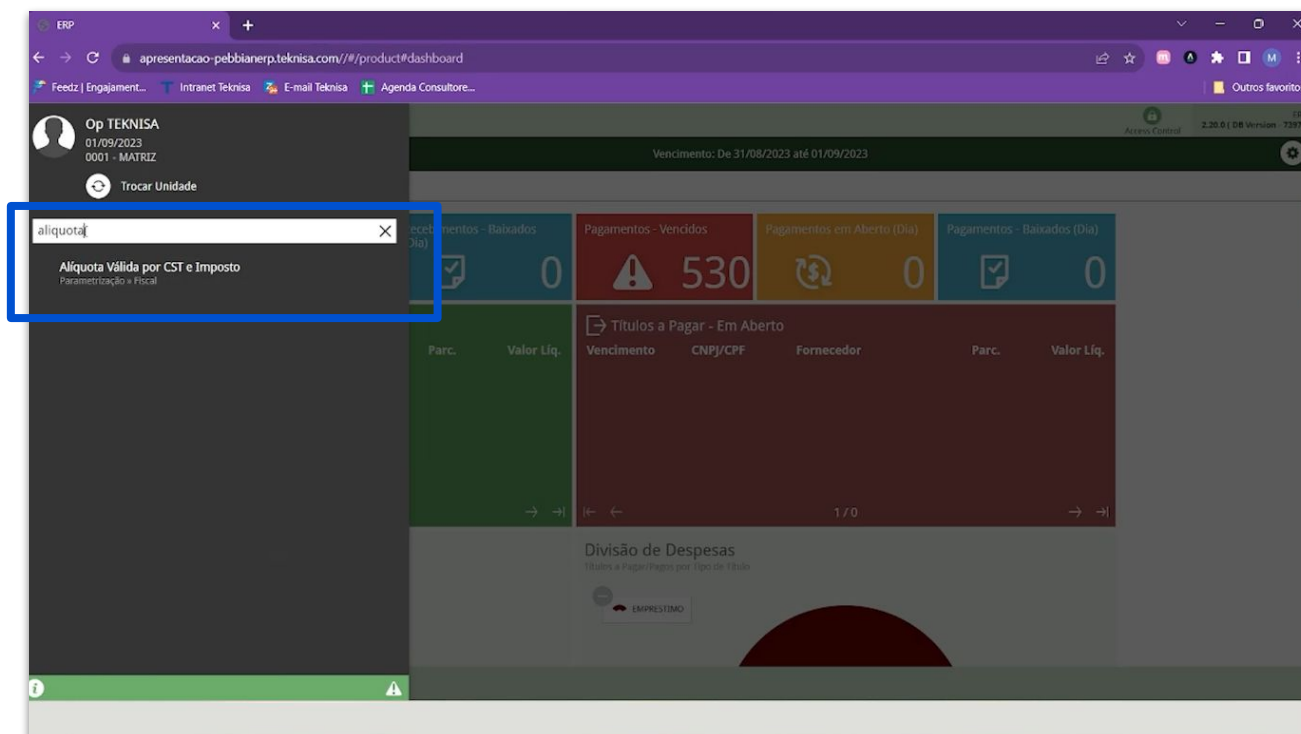 ERP
apresentacao-pebbianerp.teknisa.com//#/product#dashboard
M
Feedz | Engajament...
Intranet Teknisa
E-mail Teknisa
Agenda Consultore...
Outros favorito
Op TEKNISA
01/09/2023
0001 - MATRIZ
Trocar Unidade
Access Control
2.20.0 | DB Version - 7297
Vencimento: De 31/08/2023 até 01/09/2023
aliquota
Alíquota Válida por CST e Imposto
Parametrização » Fiscal
Baixados
0
Pagamentos - Vencidos
530
Pagamentos em Aberto (Dia)
0
Pagamentos - Baixados (Dia)
0
Parc.
Valor Líq.
Títulos a Pagar - Em Aberto
Vencimento
CNPJ/CPF
Fornecedor
Parc.
Valor Líq.
1 / 0
Divisão de Despesas
Títulos a Pagar/Pagos por Tipo de Título
EMPRESTIMO